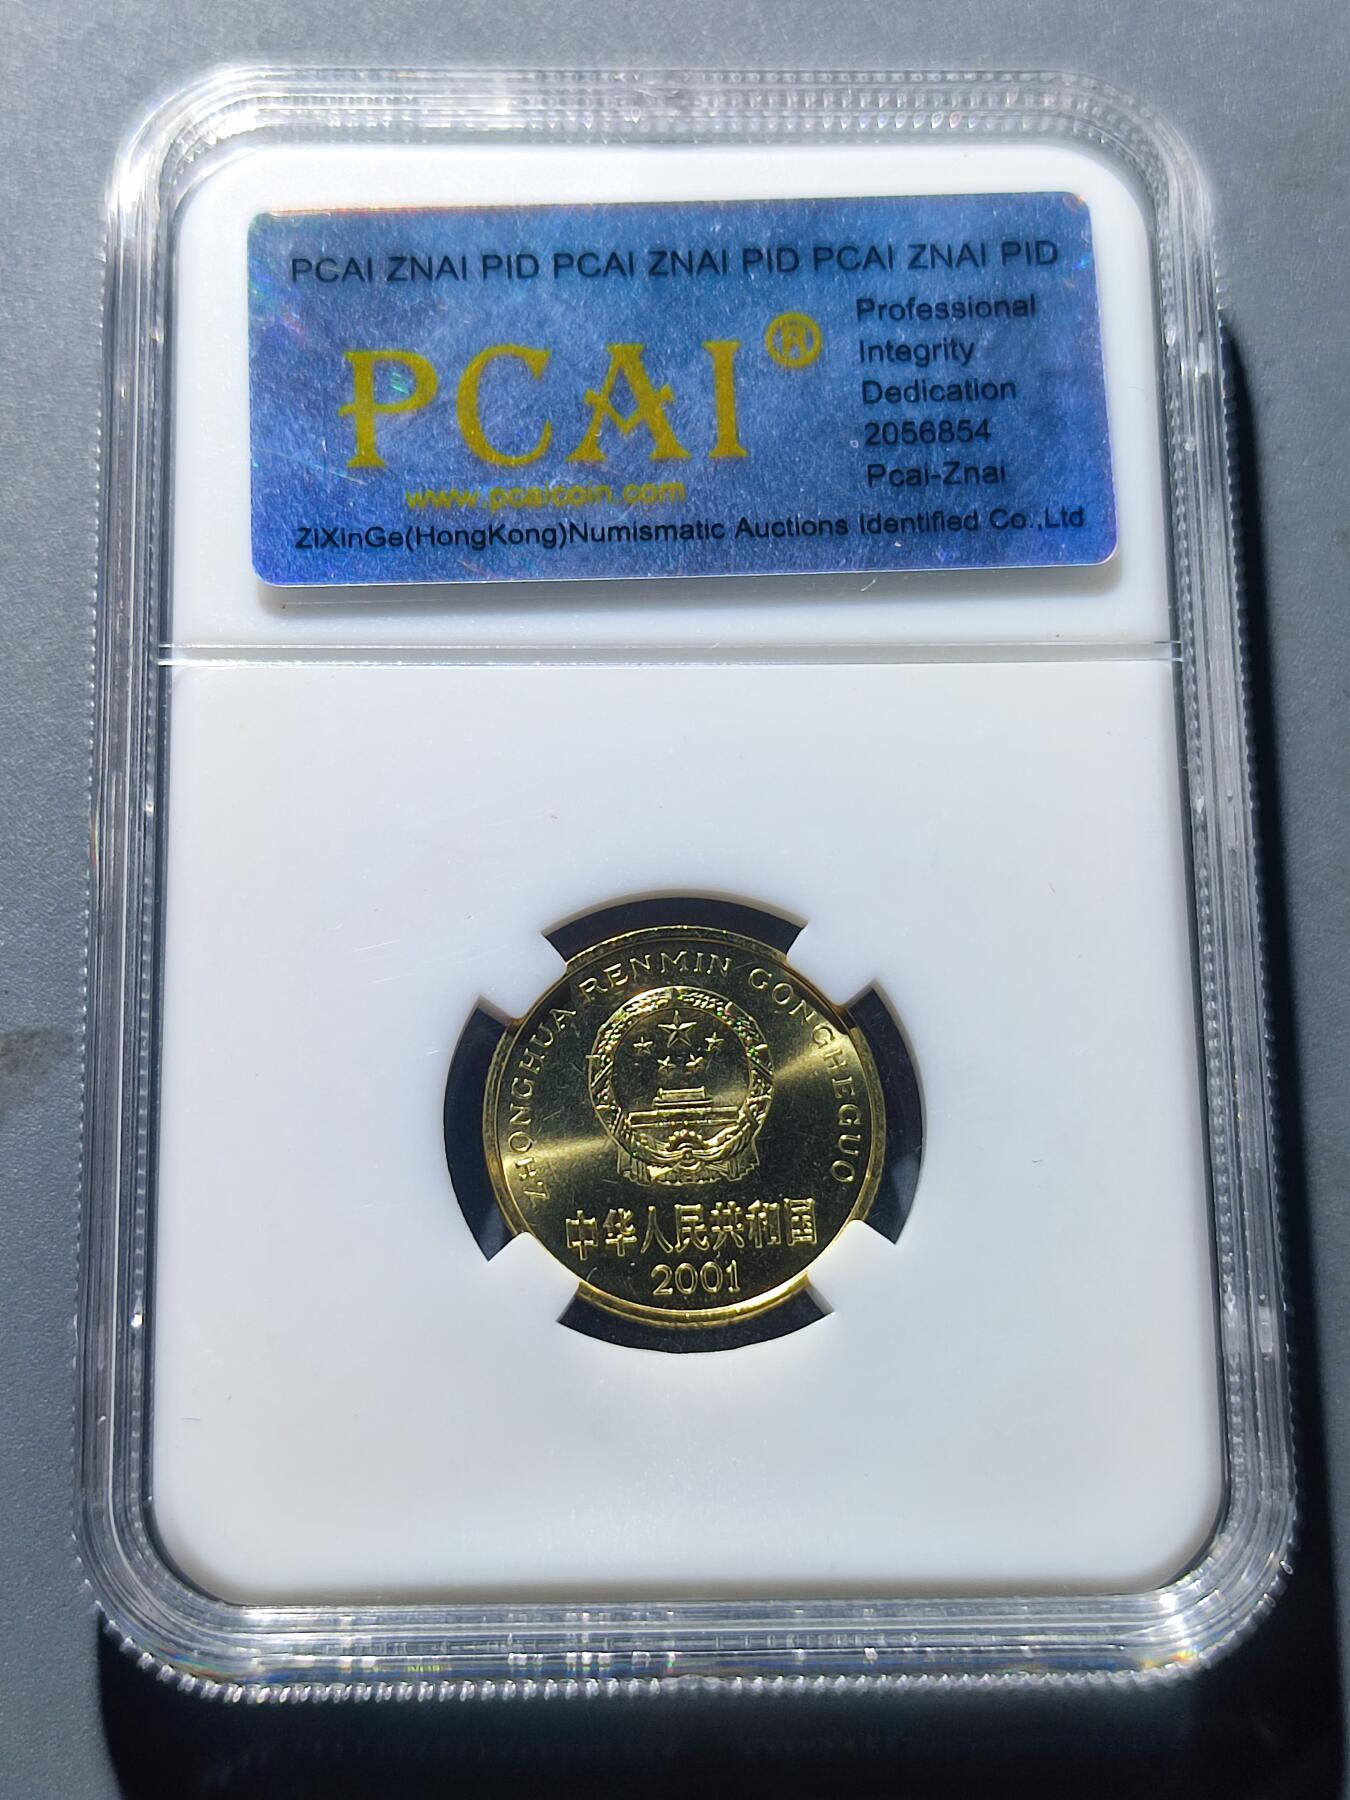 PCAI ZNAI PID PCAI ZNAI PID PCAI ZNAI PID
PCAI®
Professional
Integrity
Dedication
2056854
Pcai-Znai
www.pcaicoin.com
ZiXinGe(HongKong)Numismatic Auctions Identified Co.,Ltd
ZHONGHUA RENMIN GONGHEGUO
中华人民共和国
2001